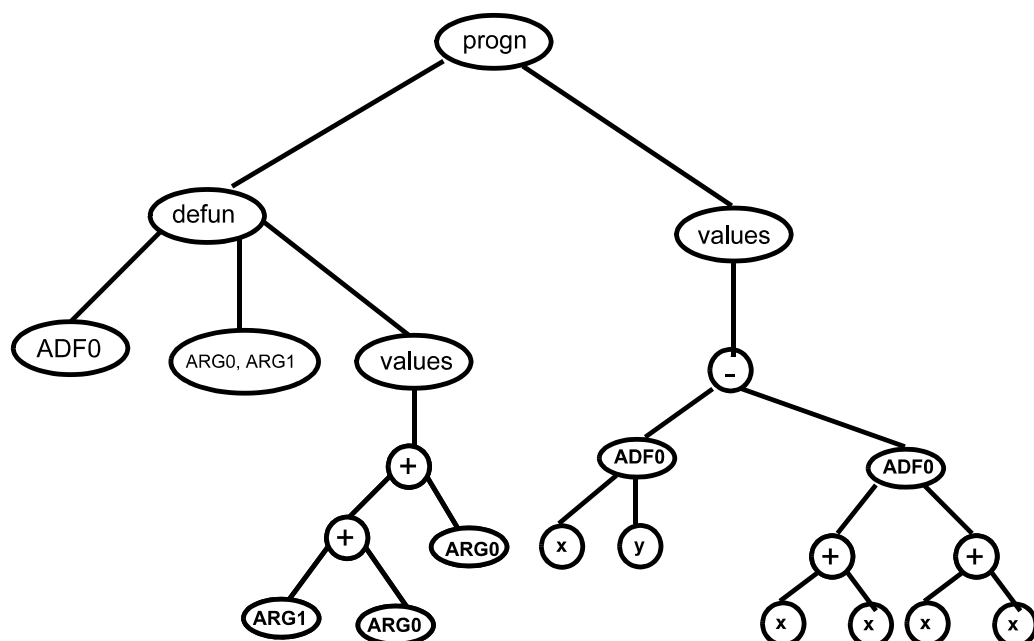 progn
defun
values
ADF0
ARG0, ARG1
values
-
ADF0
ADF0
+
x
y
+
+
+
ARG0
ARG1
ARG0
x
x
x
x